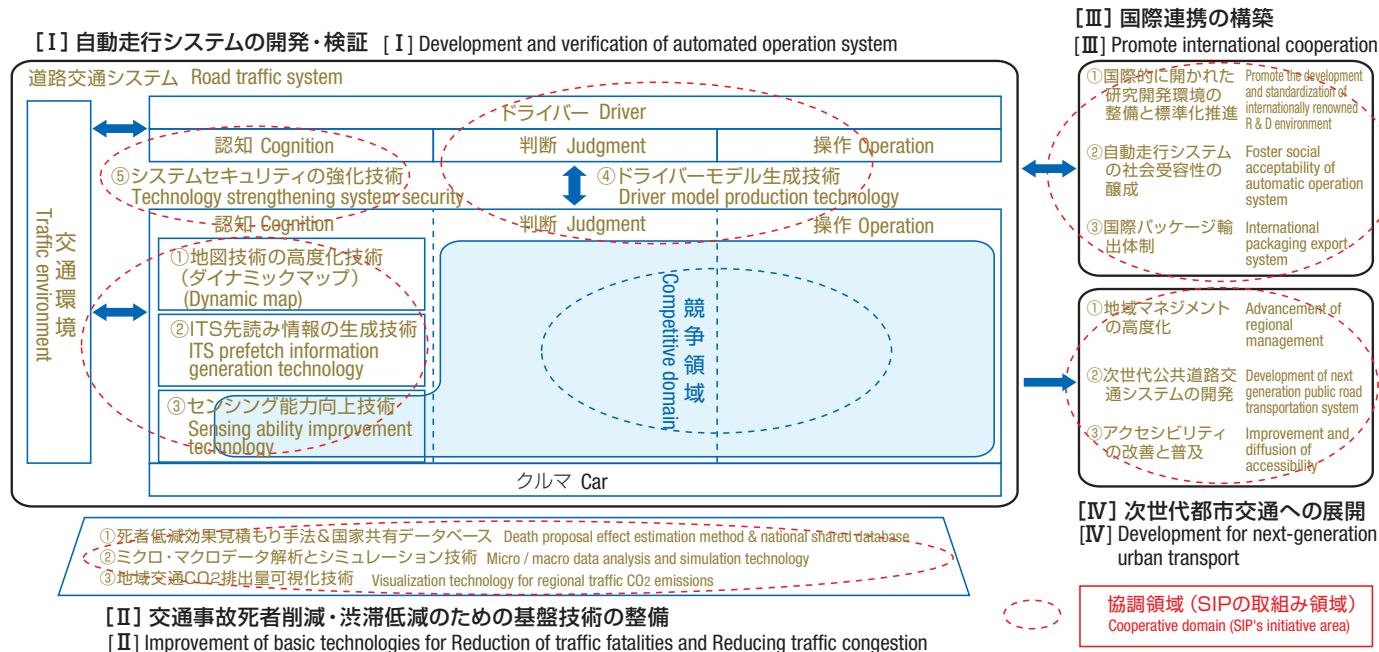 [Ⅰ] 自動走行システムの開発・検証 [Ⅰ] Development and verification of automated operation system
道路交通システム Road traffic system
交通環境
Traffic environment
ドライバー Driver
認知 Cognition
判断 Judgment
操作 Operation
⑤システムセキュリティの強化技術
Technology strengthening system security
④ドライバーモデル生成技術
Driver model production technology
認知 Cognition
判断 Judgment
操作 Operation
①地図技術の高度化技術
（ダイナミックマップ）
(Dynamic map)
②ITS先読み情報の生成技術
ITS prefetch information
generation technology
③センシング能力向上技術
Sensing ability improvement
technology
競争領域
Competitive domain
クルマ Car
①死者低減効果見積もり手法＆国家共有データベース Death proposal effect estimation method & national shared database
②ミクロ・マクロデータ解析とシミュレーション技術 Micro / macro data analysis and simulation technology
③地域交通CO2排出量可視化技術 Visualization technology for regional traffic CO2 emissions
[Ⅱ] 交通事故死者削減・渋滞低減のための基盤技術の整備
[Ⅱ] Improvement of basic technologies for Reduction of traffic fatalities and Reducing traffic congestion
[Ⅲ] 国際連携の構築
[Ⅲ] Promote international cooperation
①国際的に開かれた
研究開発環境の
整備と標準化推進
Promote the development
and standardization of
internationally renowned
R & D environment
②自動走行システム
の社会受容性の
醸成
Foster social
acceptability of
automatic operation
system
③国際パッケージ輸
出体制
International
packaging export
system
①地域マネジメント
の高度化
Advancement of
regional
management
②次世代公共道路交
通システムの開発
Development of next
generation public road
transportation system
③アクセシビリティ
の改善と普及
Improvement and
diffusion of
accessibility
[Ⅳ] 次世代都市交通への展開
[Ⅳ] Development for next-generation
urban transport
協調領域 (SIPの取組み領域)
Cooperative domain (SIP's initiative area)